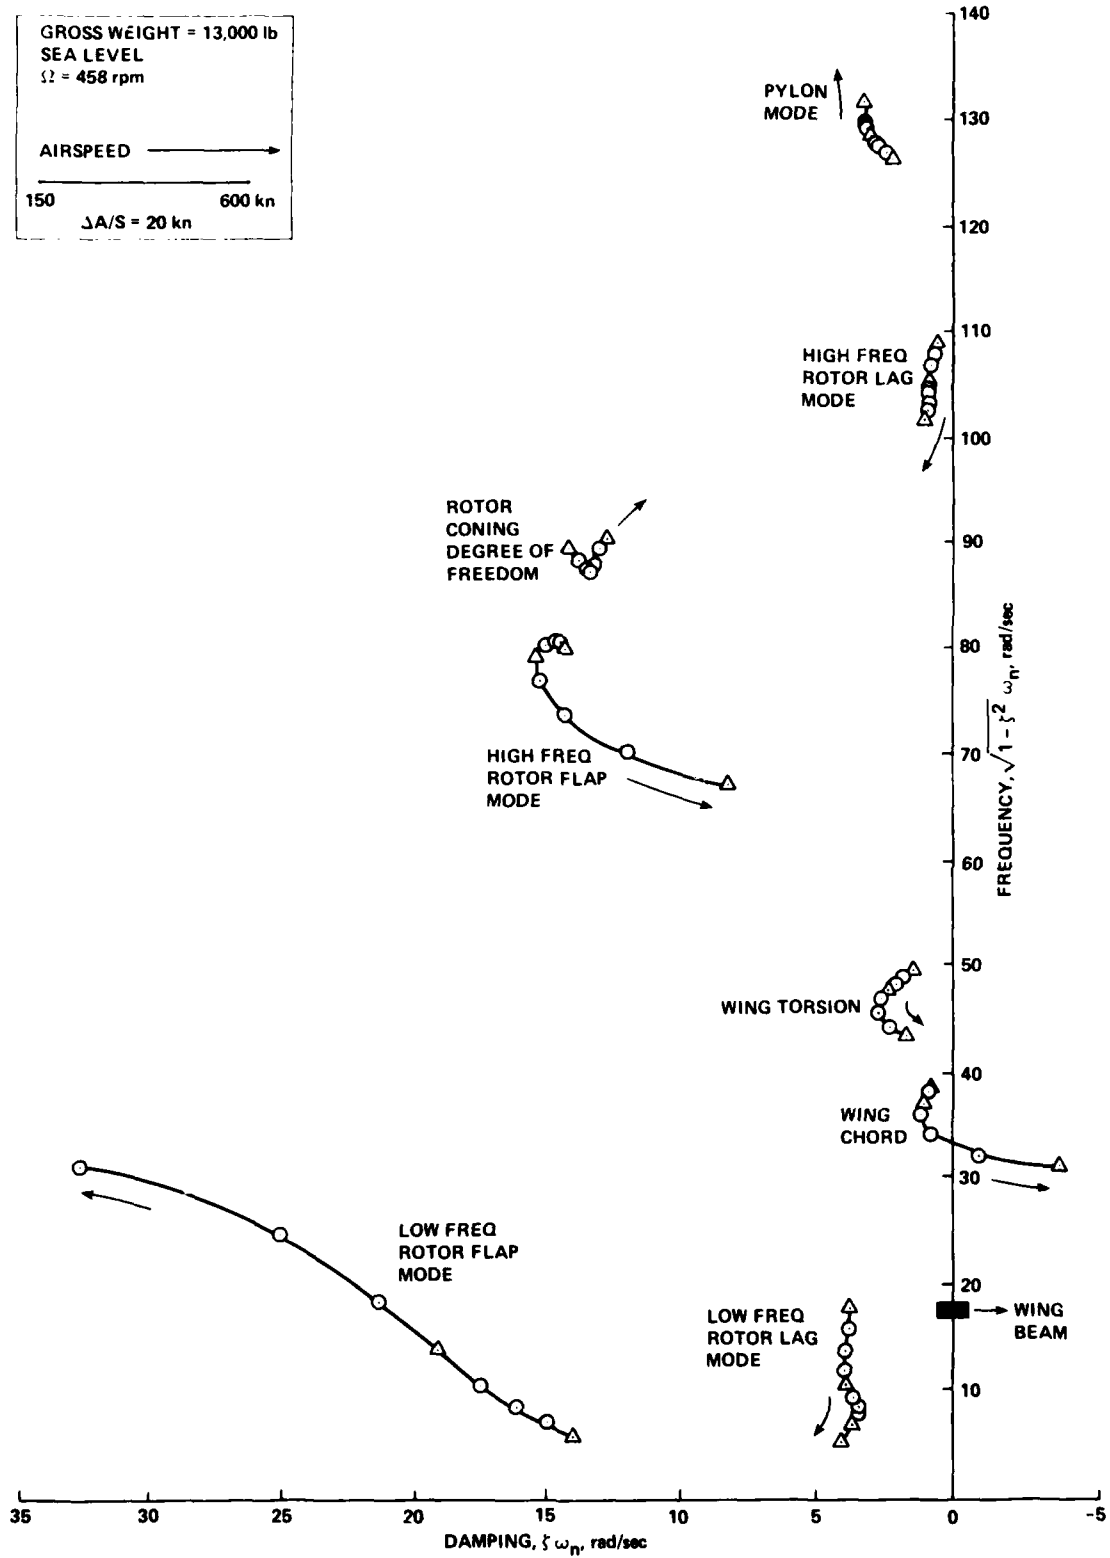 GROSS WEIGHT = 13,000 lb
SEA LEVEL
Ω = 458 rpm
AIRSPEED
150 600 kn
ΔA/S = 20 kn
140
PYLON
MODE
130
120
110
HIGH FREQ
ROTOR LAG
MODE
100
ROTOR
CONING
DEGREE OF
FREEDOM
90
80
HIGH FREQ
ROTOR FLAP
MODE
70
FREQUENCY, √1 − ζ² ωn, rad/sec
60
50
WING TORSION
40
WING
CHORD
30
LOW FREQ
ROTOR FLAP
MODE
20
LOW FREQ
ROTOR LAG
MODE
WING
BEAM
10
35 30 25 20 15 10 5 0 -5
DAMPING, ζ ωn, rad/sec